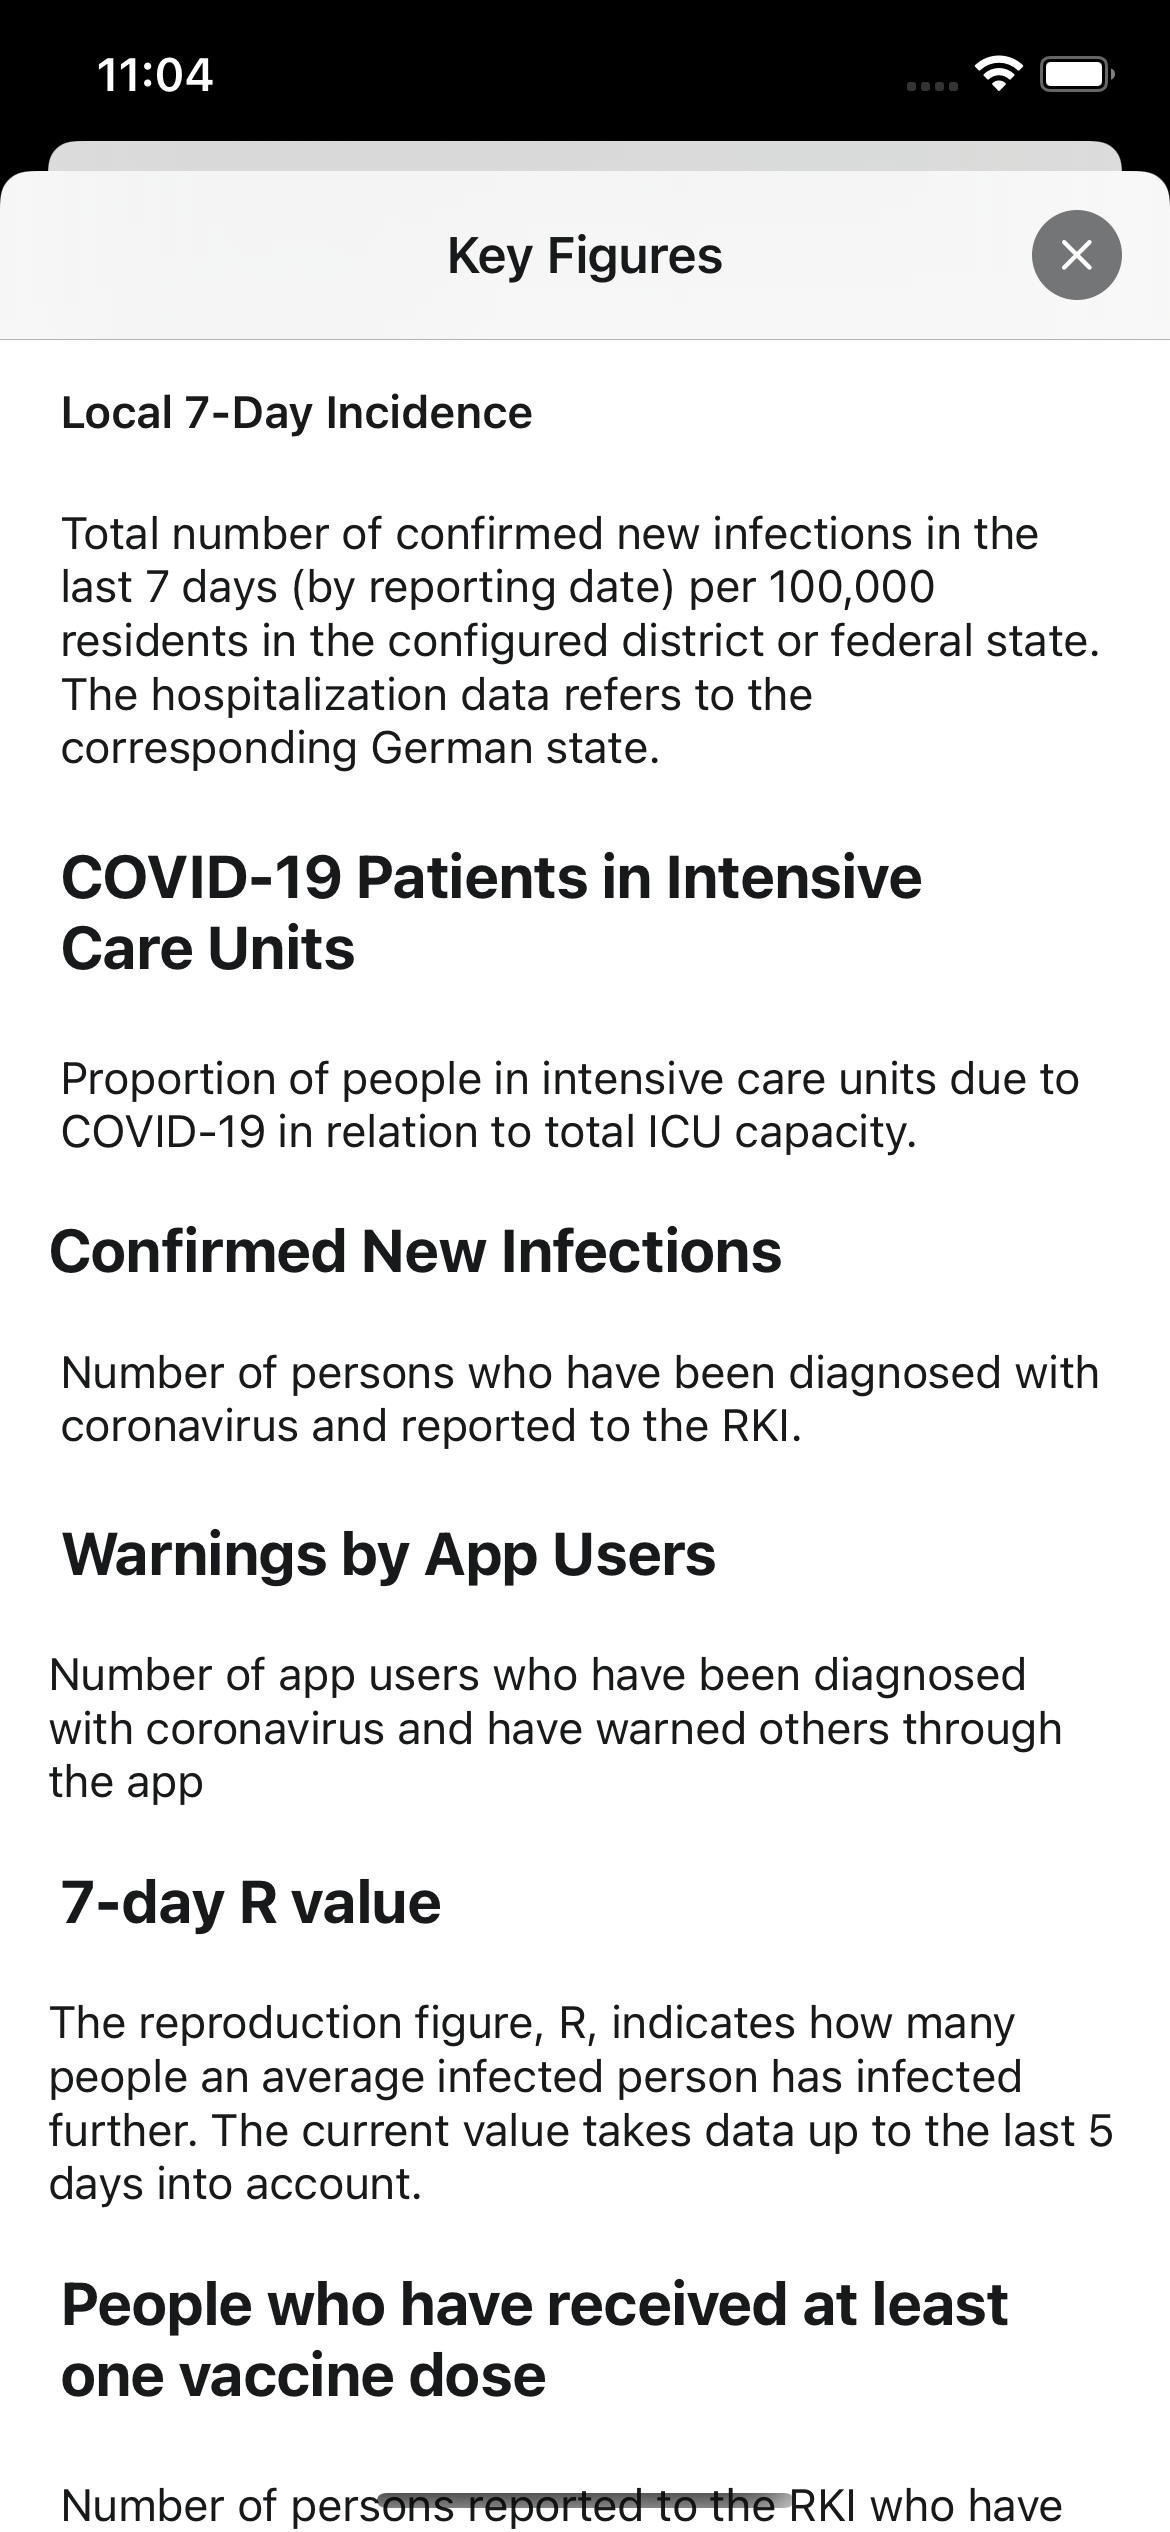 11:04
Key Figures
Local 7-Day Incidence
Total number of confirmed new infections in the
last 7 days (by reporting date) per 100,000
residents in the configured district or federal state.
The hospitalization data refers to the
corresponding German state.
COVID-19 Patients in Intensive
Care Units
Proportion of people in intensive care units due to
COVID-19 in relation to total ICU capacity.
Confirmed New Infections
Number of persons who have been diagnosed with
coronavirus and reported to the RKI.
Warnings by App Users
Number of app users who have been diagnosed
with coronavirus and have warned others through
the app
7-day R value
The reproduction figure, R, indicates how many
people an average infected person has infected
further. The current value takes data up to the last 5
days into account.
People who have received at least
one vaccine dose
Number of persons reported to the RKI who have